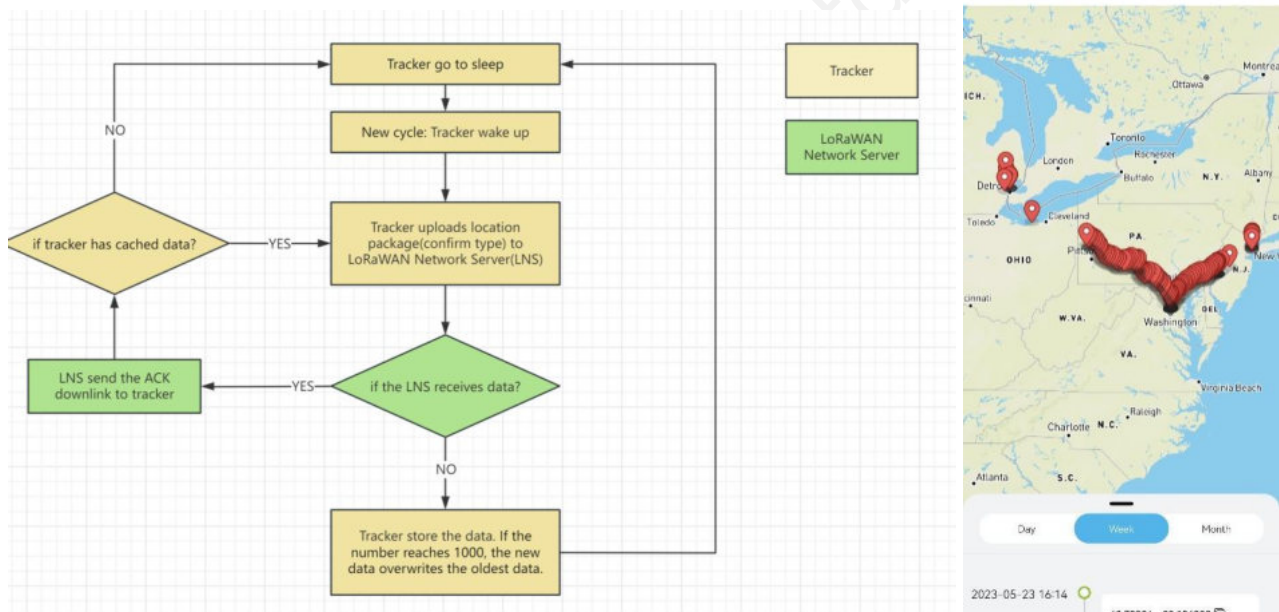 Tracker go to sleep
New cycle: Tracker wake up
Tracker uploads location
package(confirm type) to
LoRaWAN Network Server(LNS)
if the LNS receives data?
YES
NO
LNS send the ACK
downlink to tracker
if tracker has cached data?
YES
NO
Tracker store the data. If the
number reaches 1000, the new
data overwrites the oldest data.
Tracker
LoRaWAN
Network Server
Ottawa
ICH.
Toronto
London
Rochester
Buffalo
N.Y.
Albany
Toledo
Cleveland
PA.
OHIO
N.J.
W.VA.
DEL
Washington
VA.
Virginia Beach
Raleigh
Charlotte
N.C.
Atlanta
S.C.
Day
Week
Month
2023-05-23 16:14